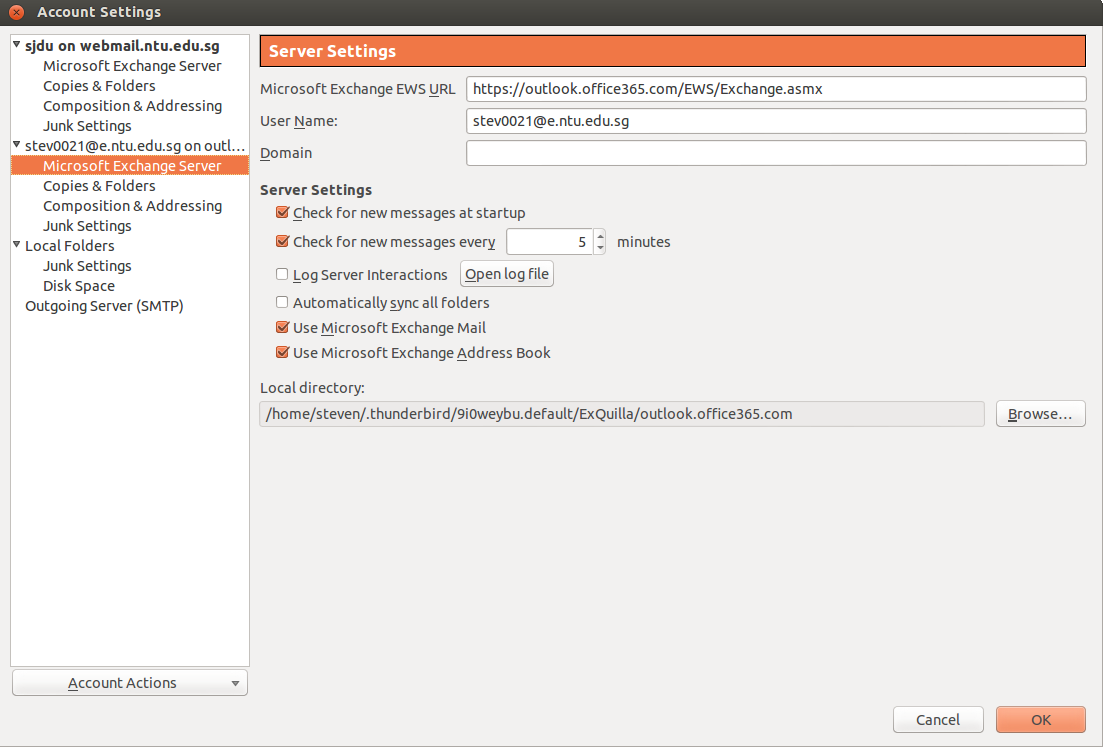 Account Settings
sjdu on webmail.ntu.edu.sg
Microsoft Exchange Server
Copies & Folders
Composition & Addressing
Junk Settings
stev0021@e.ntu.edu.sg on outl...
Microsoft Exchange Server
Copies & Folders
Composition & Addressing
Junk Settings
Local Folders
Junk Settings
Disk Space
Outgoing Server (SMTP)
Account Actions
Server Settings
Microsoft Exchange EWS URL https://outlook.office365.com/EWS/Exchange.asmx
User Name: stev0021@e.ntu.edu.sg
Domain
Server Settings
Check for new messages at startup
Check for new messages every 5 minutes
Log Server Interactions Open log file
Automatically sync all folders
Use Microsoft Exchange Mail
Use Microsoft Exchange Address Book
Local directory:
/home/steven/.thunderbird/9i0weybu.default/ExQuilla/outlook.office365.com Browse...
Cancel OK